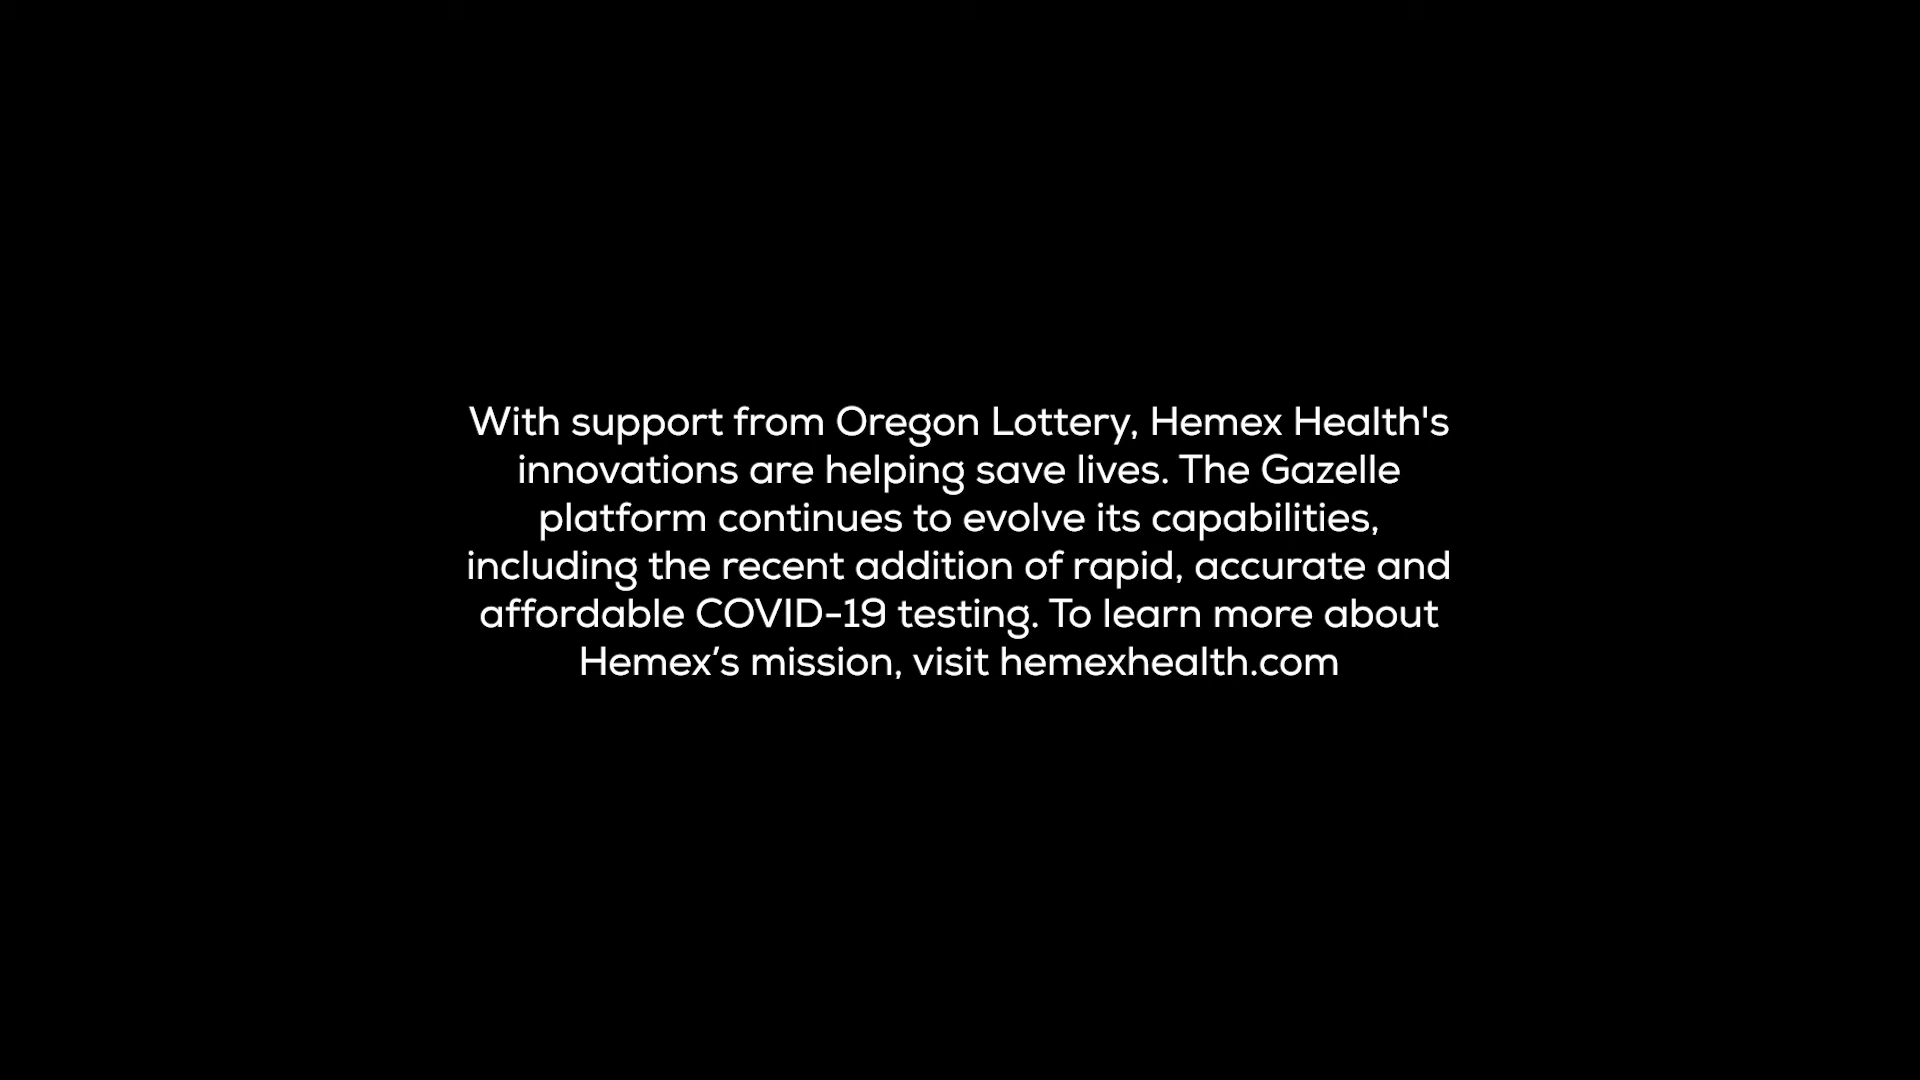 With support from Oregon Lottery, Hemex Health's
innovations are helping save lives. The Gazelle
platform continues to evolve its capabilities,
including the recent addition of rapid, accurate and
affordable COVID-19 testing. To learn more about
Hemex’s mission, visit hemexhealth.com